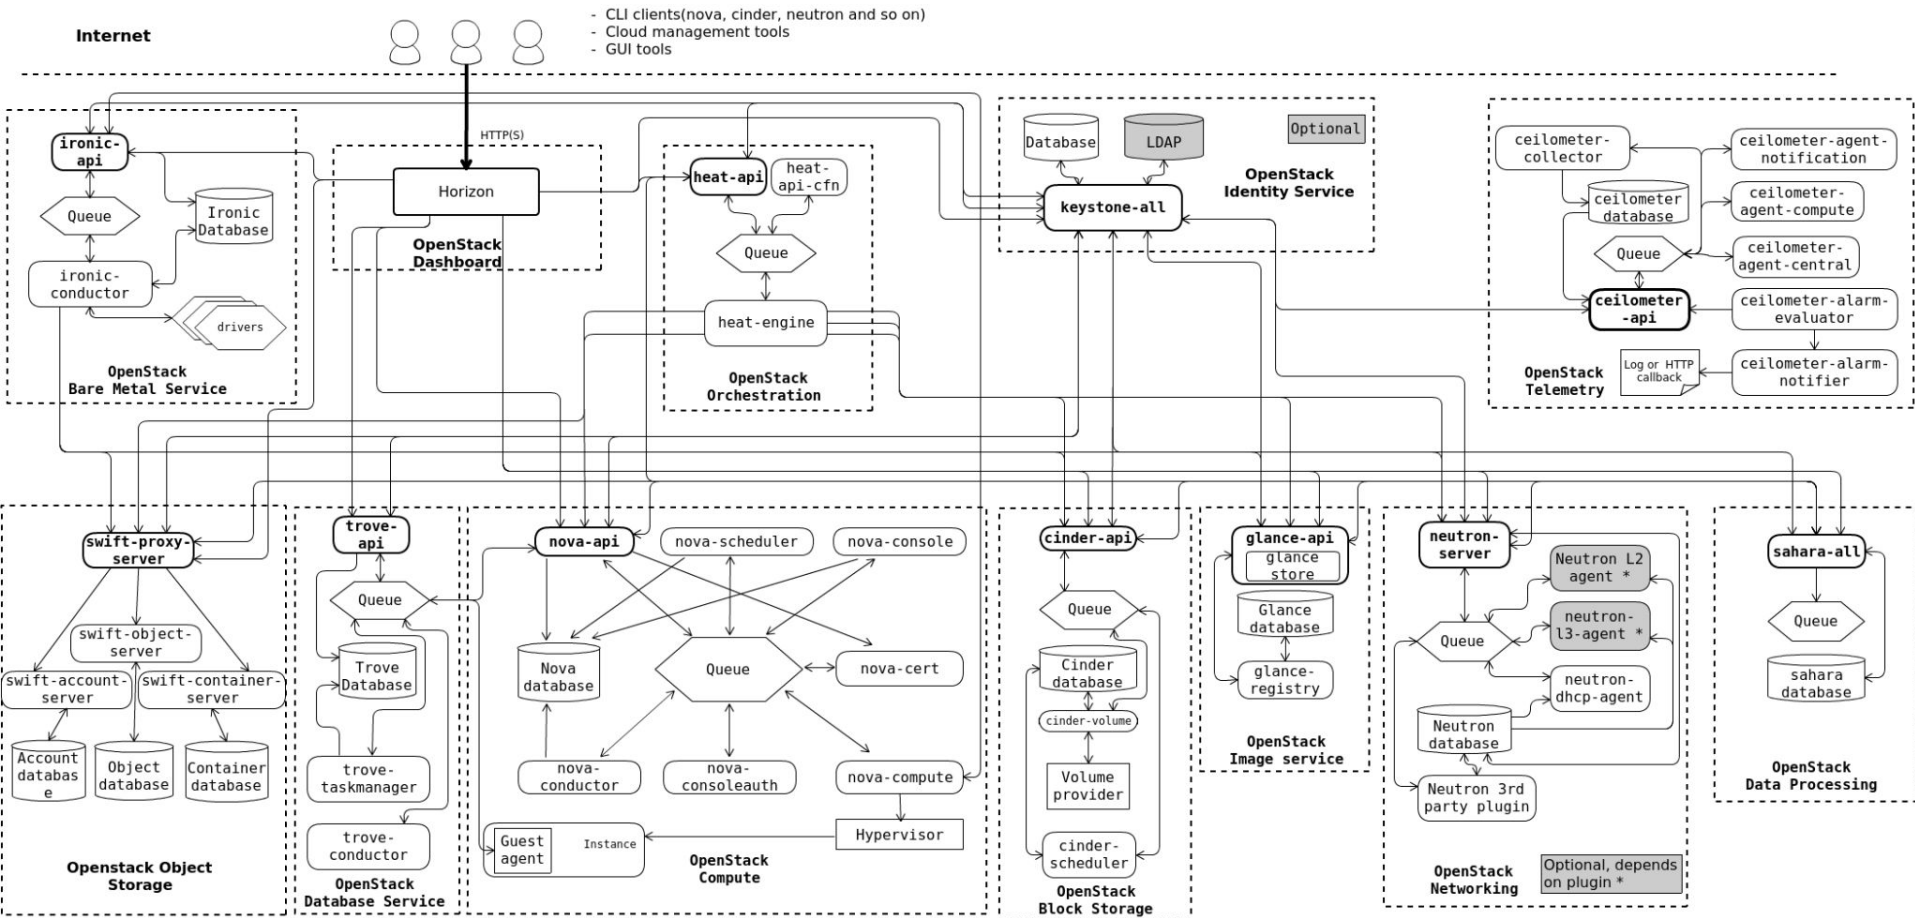 Internet
- CLI clients(nova, cinder, neutron and so on)
- Cloud management tools
- GUI tools
HTTP(S)
ironic-
api
Queue
Ironic
Database
ironic-
conductor
drivers
OpenStack
Bare Metal Service
Horizon
OpenStack
Dashboard
heat-api
heat-
api-cfn
Queue
heat-engine
OpenStack
Orchestration
Database
LDAP
Optional
OpenStack
Identity Service
keystone-all
ceilometer-
collector
ceilometer-agent-
notification
ceilometer
database
ceilometer-
agent-compute
Queue
ceilometer-
agent-central
ceilometer
-api
ceilometer-alarm-
evaluator
Log or HTTP
callback
ceilometer-alarm-
notifier
OpenStack
Telemetry
swift-proxy-
server
swift-object-
server
swift-account-
server
swift-container-
server
Account
databas
e
Object
database
Container
database
Openstack Object
Storage
trove-
api
Queue
Trove
Database
trove-
taskmanager
trove-
conductor
OpenStack
Database Service
nova-api
nova-scheduler
nova-console
Nova
database
Queue
nova-cert
nova-
conductor
nova-
consoleauth
nova-compute
Guest
agent
Instance
Hypervisor
OpenStack
Compute
cinder-api
Queue
Cinder
database
cinder-volume
Volume
provider
cinder-
scheduler
OpenStack
Block Storage
glance-api
glance
store
Glance
database
glance-
registry
OpenStack
Image service
neutron-
server
Neutron L2
agent *
neutron-
l3-agent *
Queue
neutron-
dhcp-agent
Neutron
database
Neutron 3rd
party plugin
OpenStack
Networking
Optional, depends
on plugin *
sahara-all
Queue
sahara
database
OpenStack
Data Processing